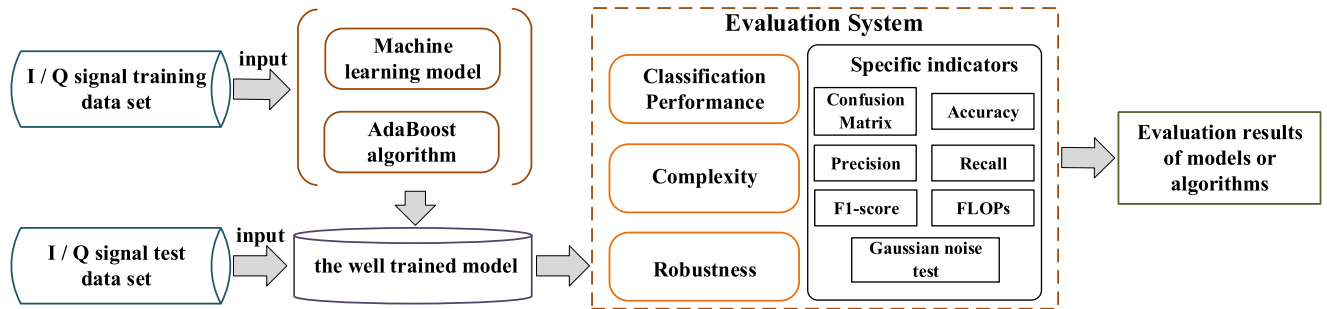 I / Q signal training
data set
input
Machine
learning model
AdaBoost
algorithm
I / Q signal test
data set
input
the well trained model
Evaluation System
Classification
Performance
Complexity
Robustness
Specific indicators
Confusion
Matrix
Accuracy
Precision
Recall
F1-score
FLOPs
Gaussian noise
test
Evaluation results
of models or
algorithms